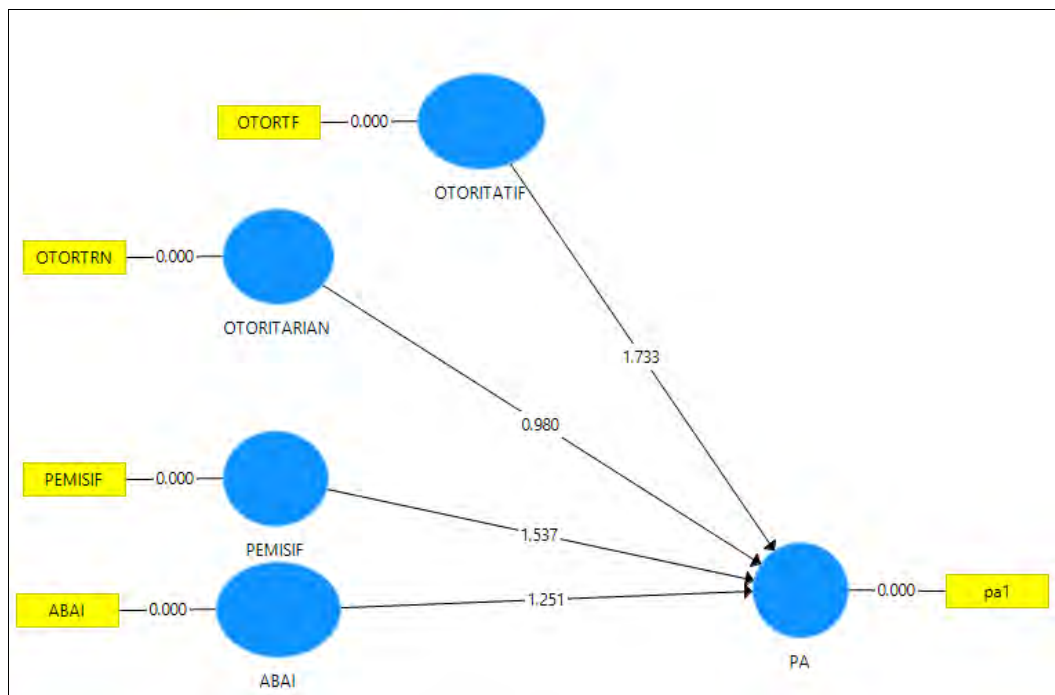 OTORTF
0.000
OTORITATIF
OTORTRN
0.000
OTORITARIAN
1.733
0.980
PEMISIF
0.000
PEMISIF
1.537
ABAI
0.000
ABAI
1.251
PA
0.000
pa1